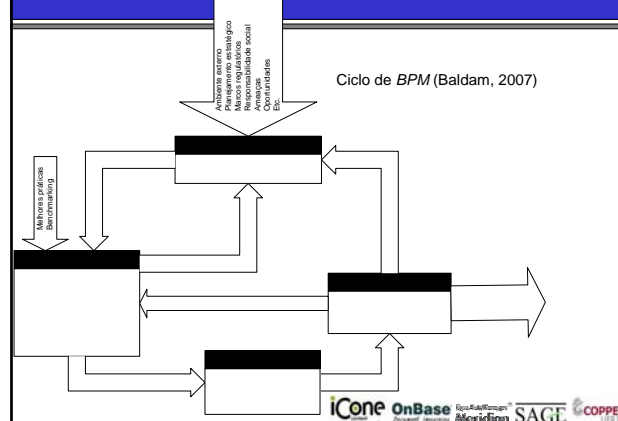 Ambiente externo
Planejamento estratégico
Marcos regulatórios
Responsabilidade social
Ameaças
Oportunidades
Etc.
Ciclo de BPM (Baldam, 2007)
Melhores práticas
Benchmarking
iCone OnBase Meridian SAGE COPPE